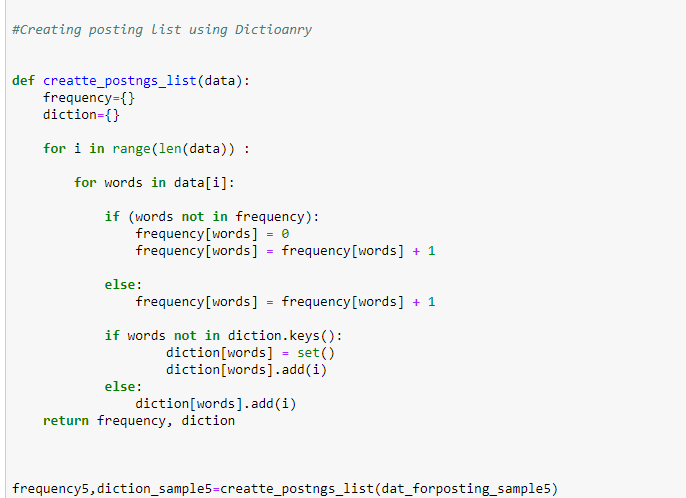 #Creating posting list using Dictioanry
def creatte_postngs_list(data):
    frequency={}
    diction={}
    for i in range(len(data)) :
        for words in data[i]:
            if (words not in frequency):
                frequency[words] = 0
                frequency[words] = frequency[words] + 1
            else:
                frequency[words] = frequency[words] + 1
            if words not in diction.keys():
                    diction[words] = set()
                    diction[words].add(i)
            else:
                diction[words].add(i)
    return frequency, diction
frequency5,diction_sample5=creatte_postngs_list(dat_forposting_sample5)